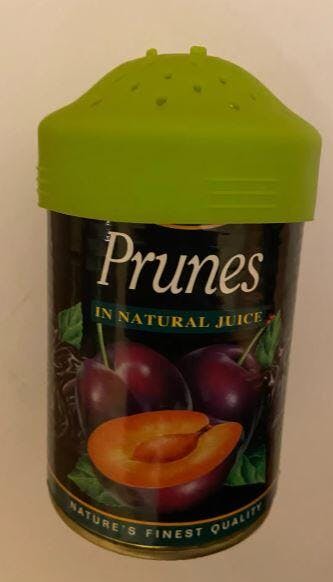 Prunes
IN NATURAL JUICE
NATURE'S FINEST QUALITY